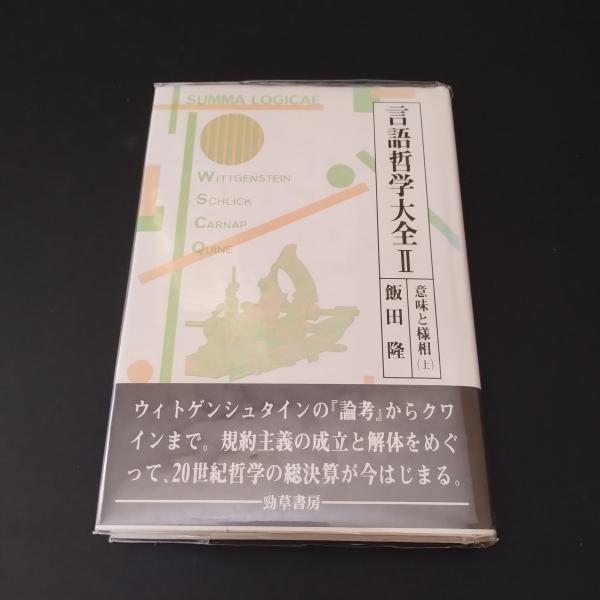 SUMMA LOGICAE
WITTGENSTEIN
SCHLICK
CARNAP
QUINE
言語哲学大全II
意味と様相(上)
飯田 隆
ウィトゲンシュタインの『論考』からクワ
インまで。規約主義の成立と解体をめぐ
って、20世紀哲学の総決算が今はじまる。
勁草書房